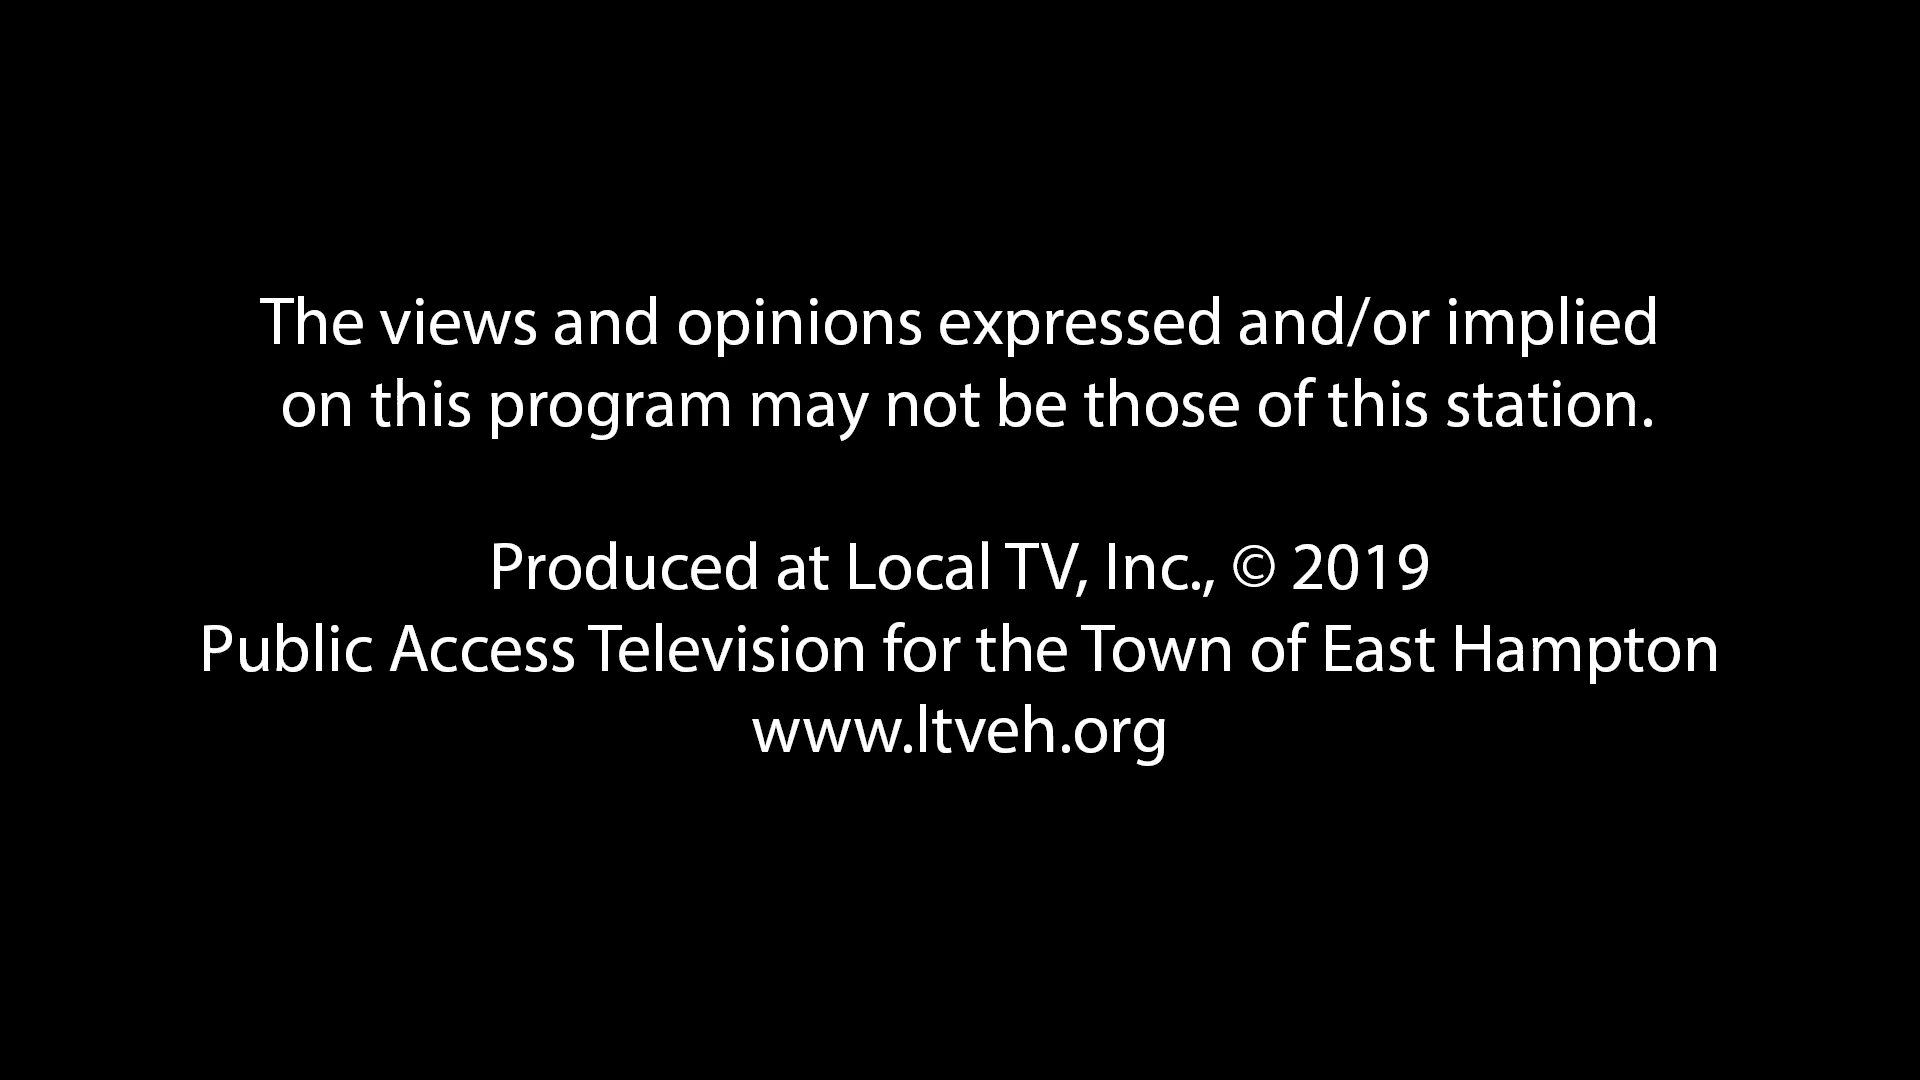 The views and opinions expressed and/or implied
on this program may not be those of this station.
Produced at Local TV, Inc., © 2019
Public Access Television for the Town of East Hampton
www.ltveh.org